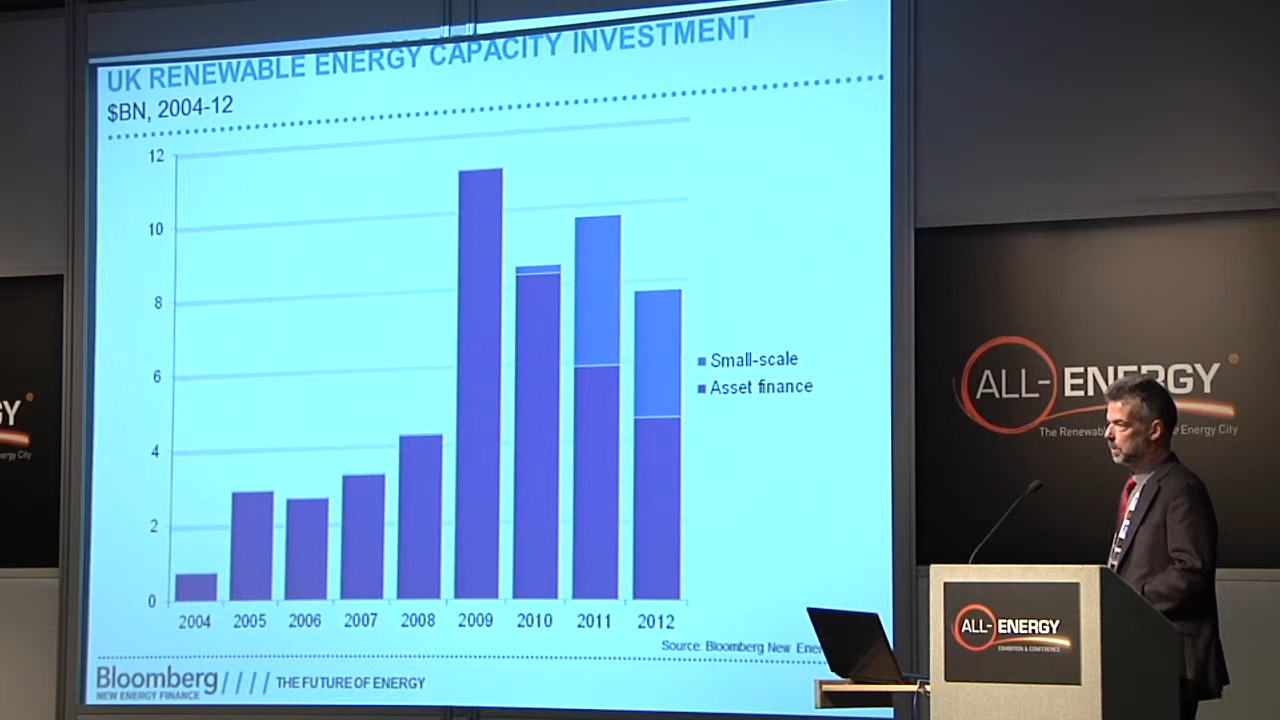 UK RENEWABLE ENERGY CAPACITY INVESTMENT
$BN, 2004-12
12
10
8
6
4
2
0
2004 2005 2006 2007 2008 2009 2010 2011 2012
Small-scale
Asset finance
Source: Bloomberg New
Bloomberg //// THE FUTURE OF ENERGY
NEW ENERGY FINANCE
ALL-ENERGY
The Energy City
ALL-ENERGY
EXHIBITION & CONFERENCE